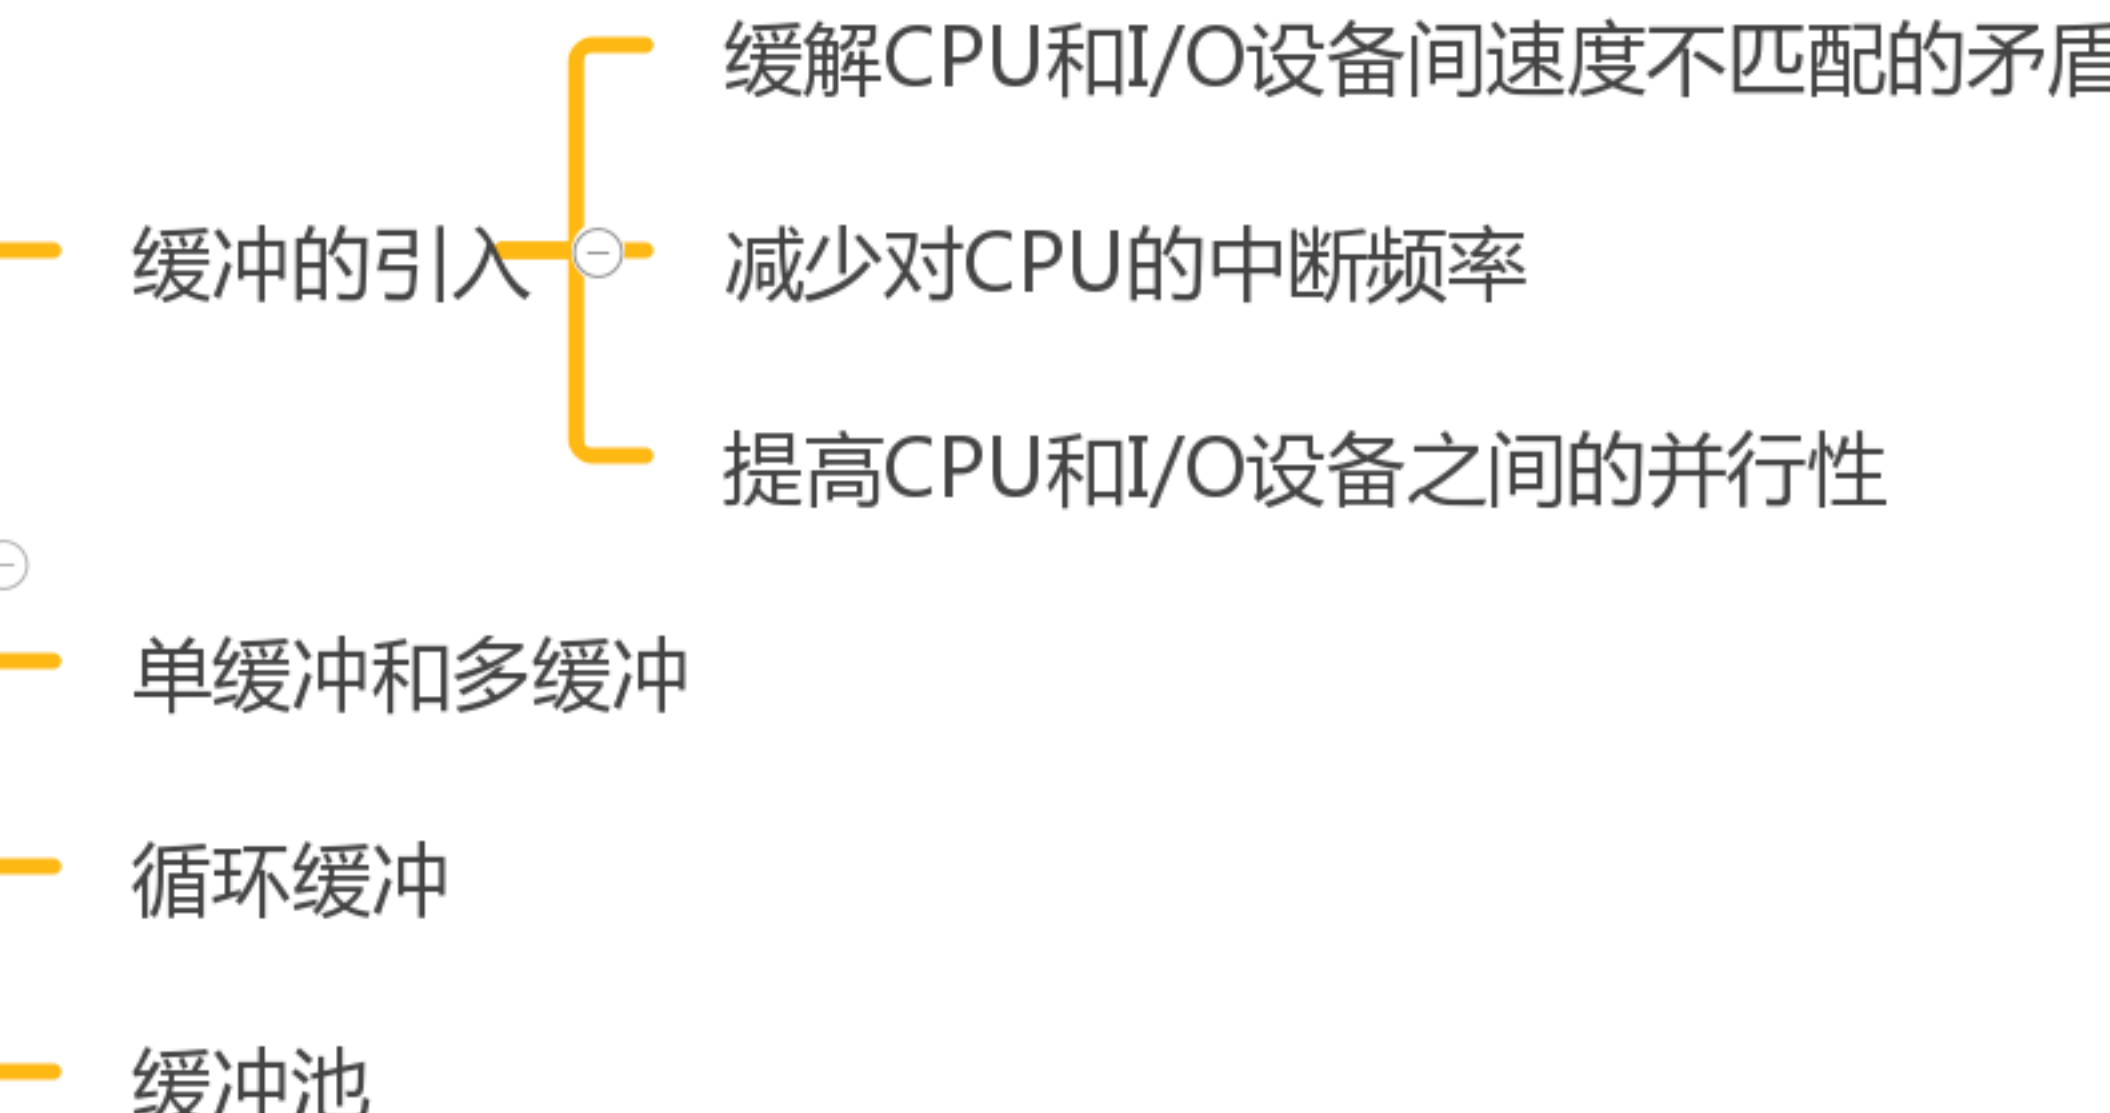 缓解CPU和I/O设备间速度不匹配的矛盾
缓冲的引入
减少对CPU的中断频率
提高CPU和I/O设备之间的并行性
单缓冲和多缓冲
循环缓冲
缓冲池